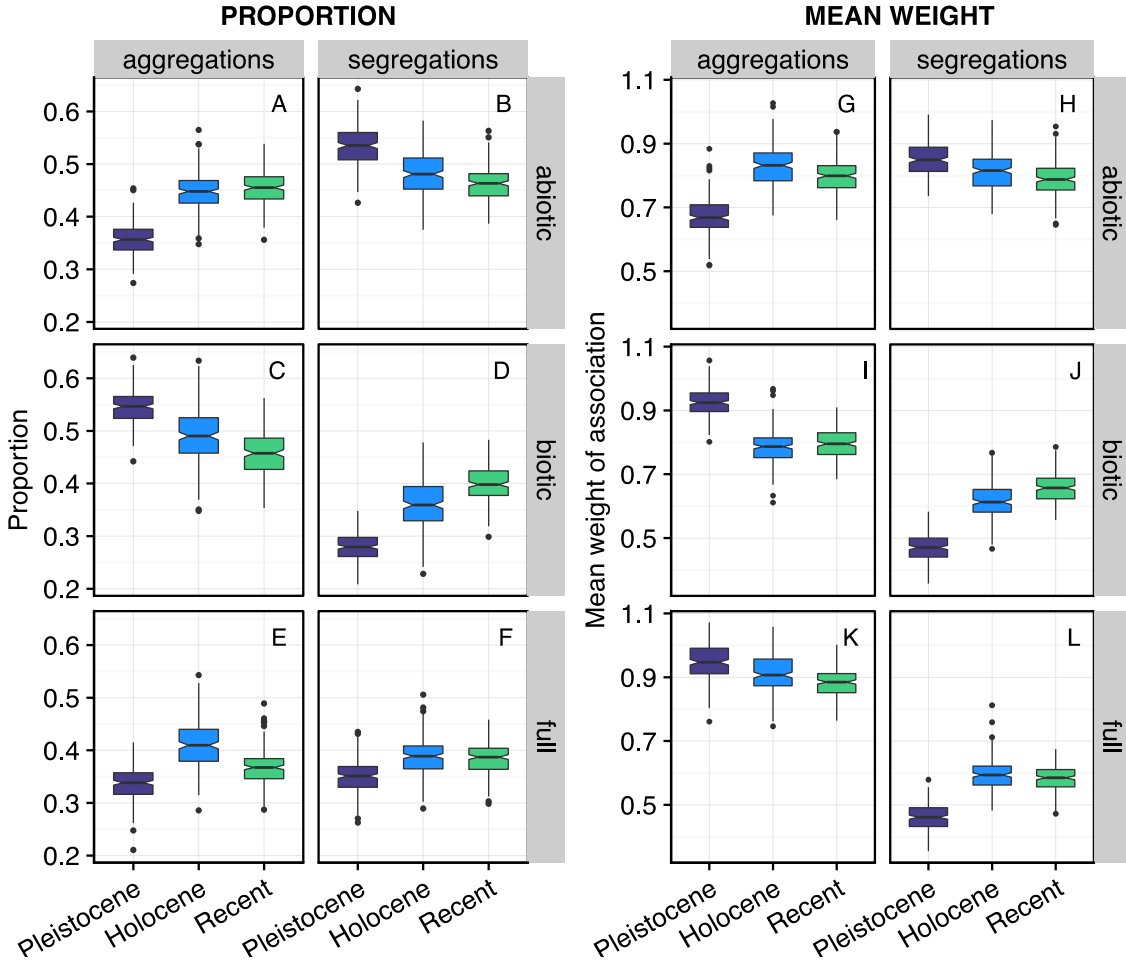 PROPORTION
MEAN WEIGHT
aggregations
segregations
aggregations
segregations
Proportion
0.6
0.5
0.4
0.3
0.2
A
B
abiotic
0.6
0.5
0.4
0.3
0.2
C
D
biotic
0.6
0.5
0.4
0.3
0.2
E
F
full
Pleistocene
Holocene
Recent
Pleistocene
Holocene
Recent
Mean weight of association
1.1
0.9
0.7
0.5
G
H
abiotic
1.1
0.9
0.7
0.5
I
J
biotic
1.1
0.9
0.7
0.5
K
L
full
Pleistocene
Holocene
Recent
Pleistocene
Holocene
Recent